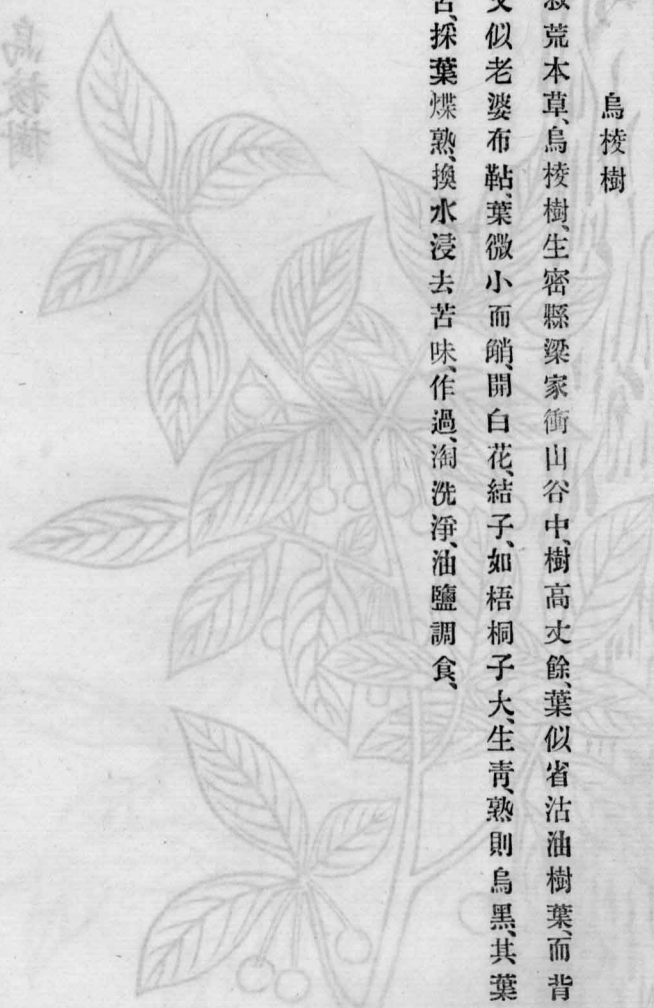 烏棱樹
荒本草、烏棱樹、生密縣梁家衝山谷中、樹高丈餘、葉似省沽油樹葉、而背
又似老婆布鞊、葉微小而䏴、開白花、結子、如梧桐子大、生青、熟則烏黑、其葉
苦、採葉煠熟、換水浸去苦味、作過、淘洗淨、油鹽調食、